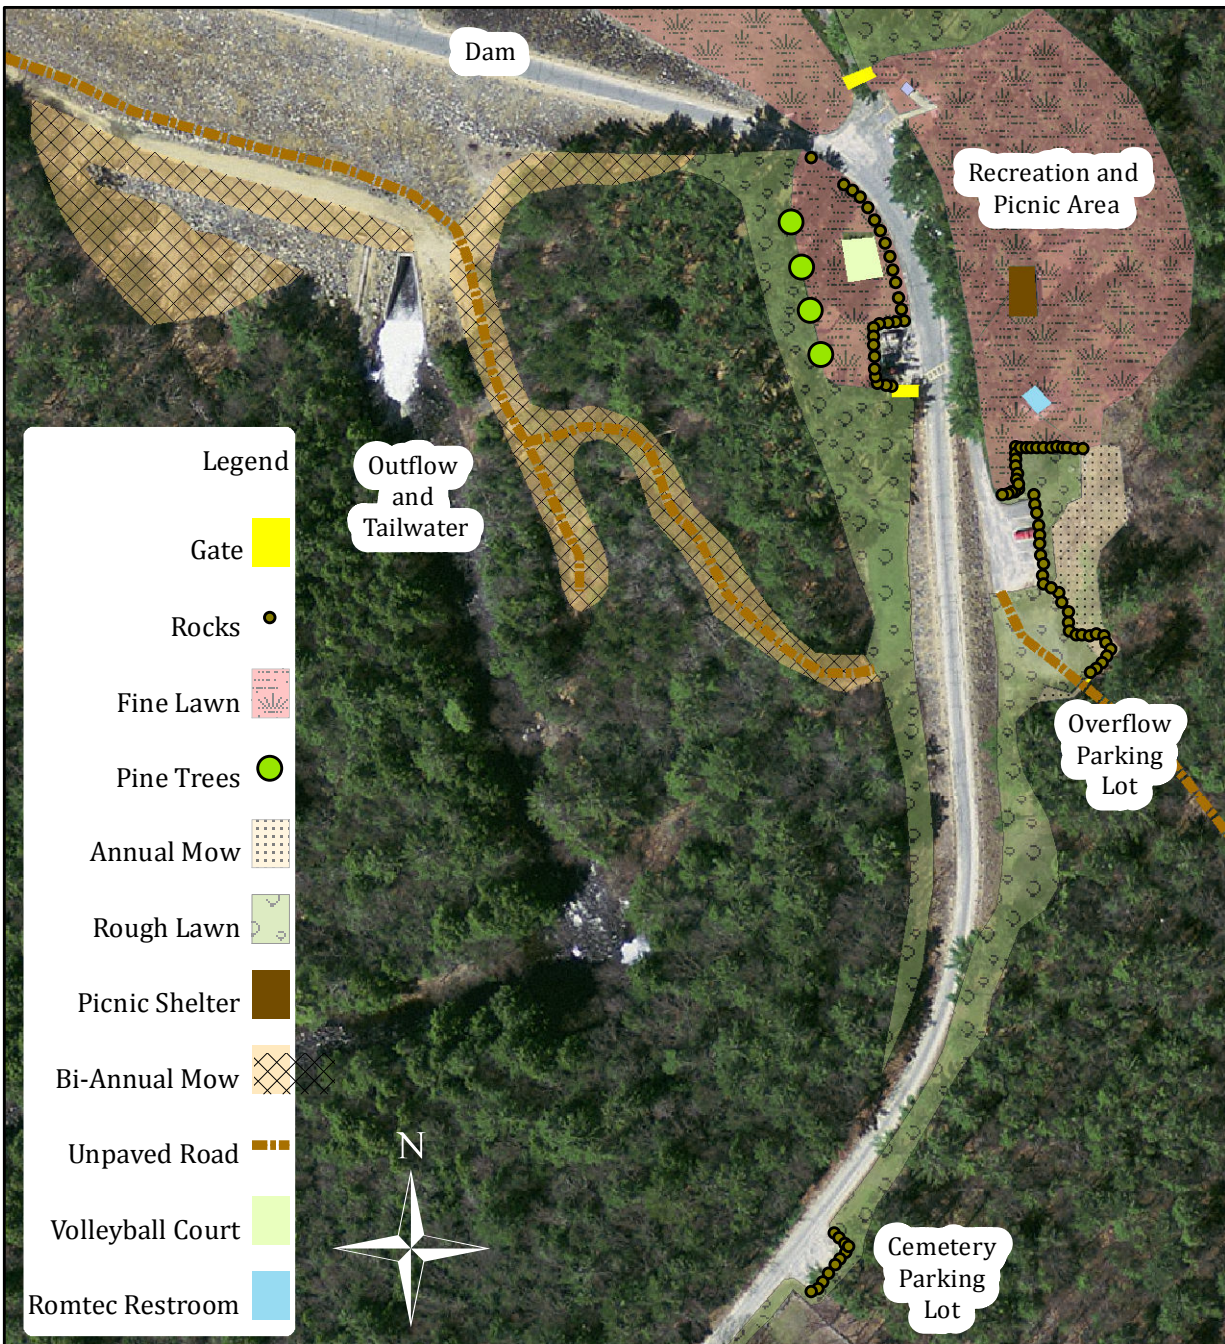 Dam
Recreation and
Picnic Area
Outflow
and
Tailwater
Legend
Gate
Rocks
Fine Lawn
Pine Trees
Annual Mow
Rough Lawn
Picnic Shelter
Bi-Annual Mow
Unpaved Road
Volleyball Court
Romtec Restroom
N
Overflow
Parking
Lot
Cemetery
Parking
Lot